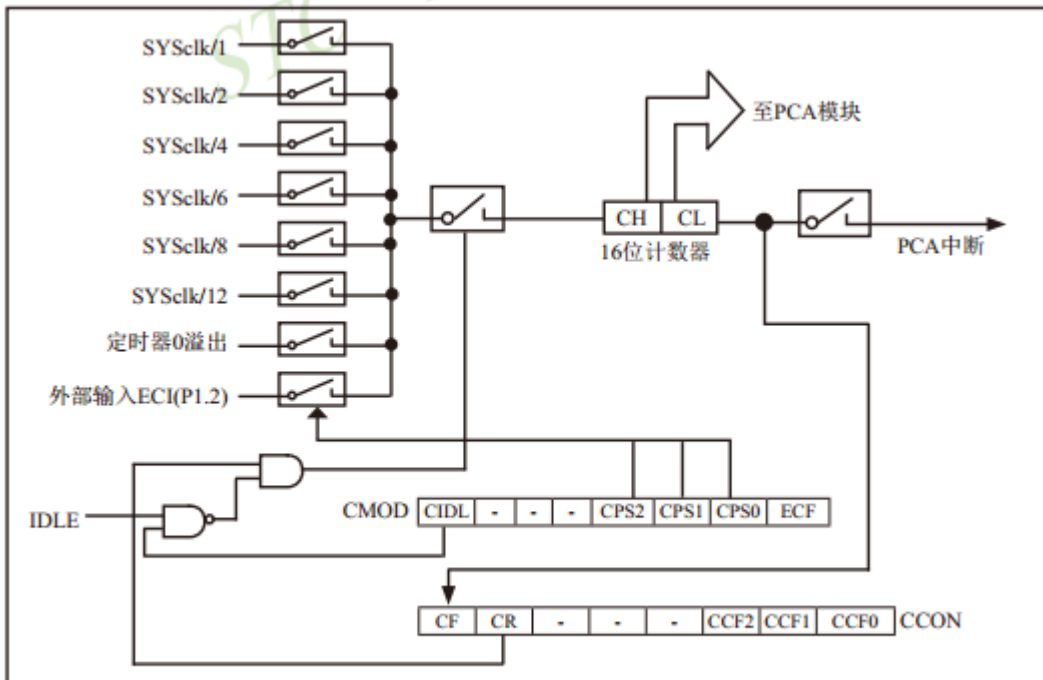 STC
SYSclk/1
SYSclk/2
SYSclk/4
SYSclk/6
SYSclk/8
SYSclk/12
定时器0溢出
外部输入ECI(P1.2)
至PCA模块
CH CL
16位计数器
PCA中断
IDLE
CMOD CIDL - - - CPS2 CPS1 CPS0 ECF
CF CR - - - CCF2 CCF1 CCF0 CCON